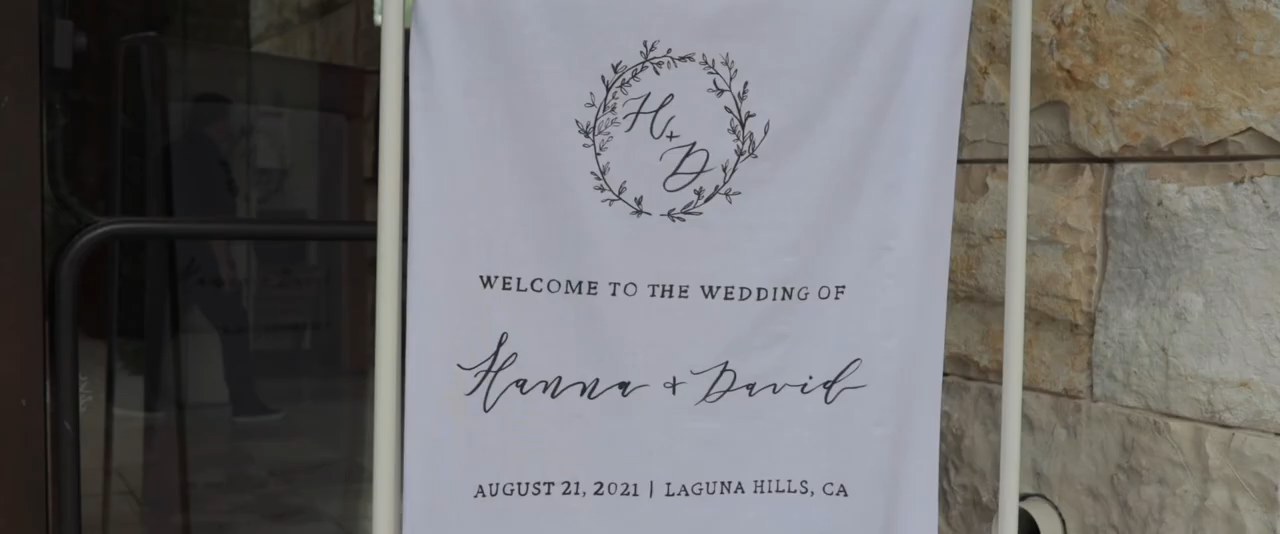 H
+
D
WELCOME TO THE WEDDING OF
Hanna + David
AUGUST 21, 2021 | LAGUNA HILLS, CA